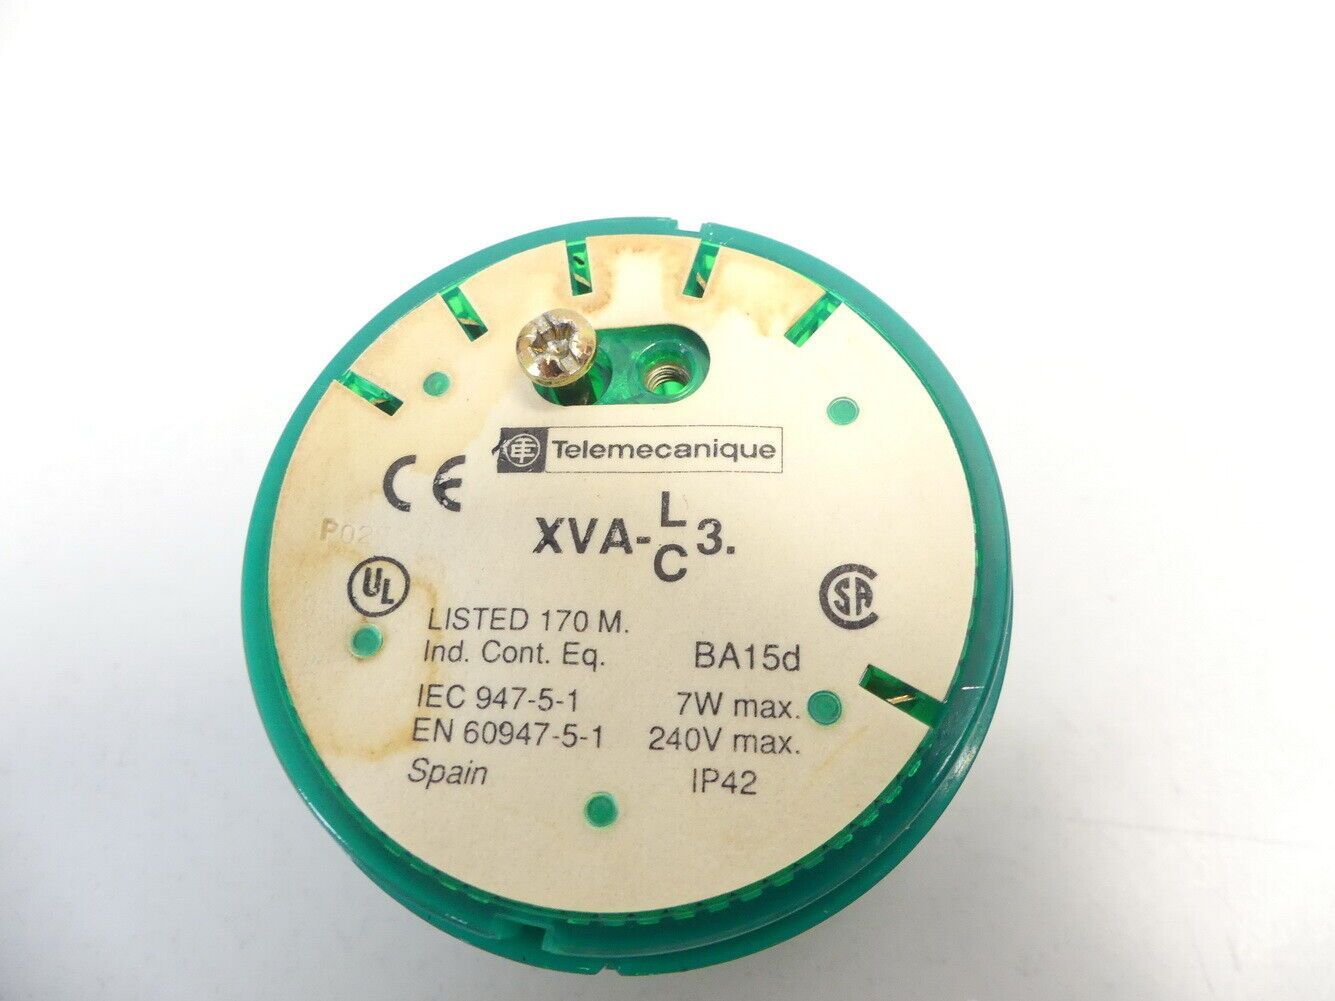 Telemecanique
CE
XVA-L/C3.
UL
LISTED 170 M.
Ind. Cont. Eq.
SA
BA15d
IEC 947-5-1
7W max.
EN 60947-5-1
240V max.
Spain
IP42